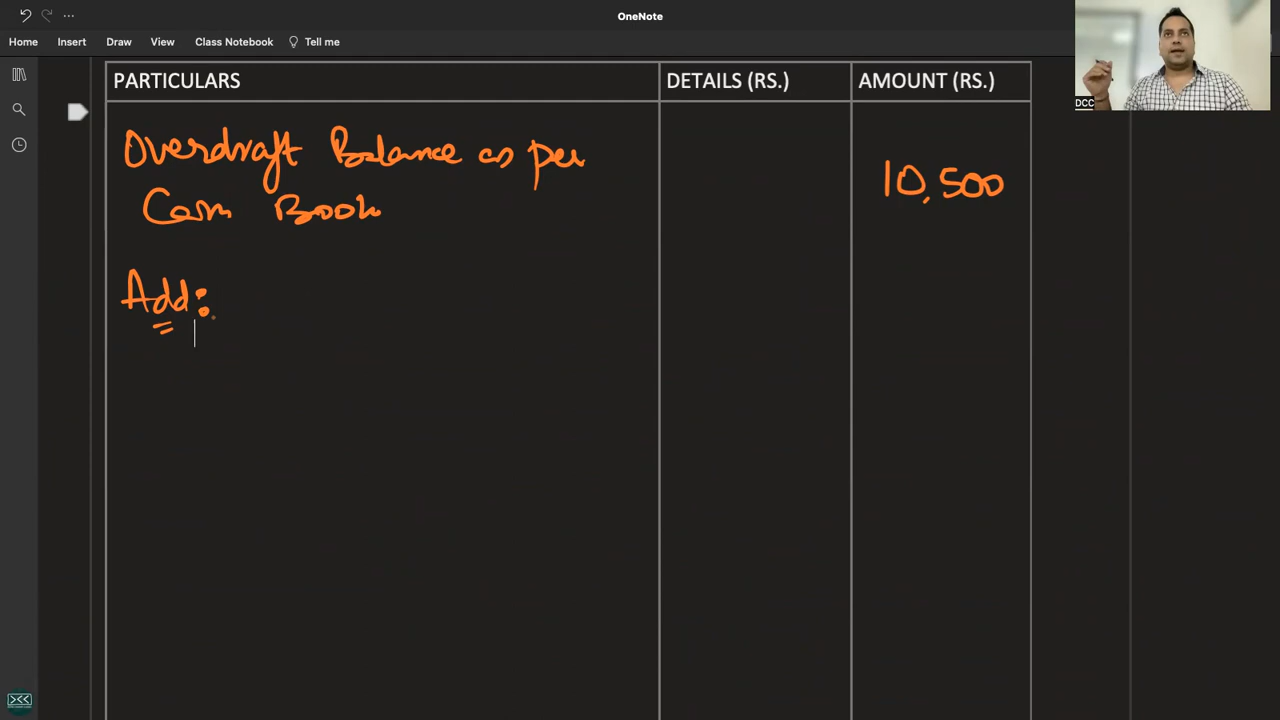 OneNote
Home Insert Draw View Class Notebook Tell me
DCC
PARTICULARS DETAILS (RS.) AMOUNT (RS.)
Overdraft Balance as per
Cash Book
10,500
Add: